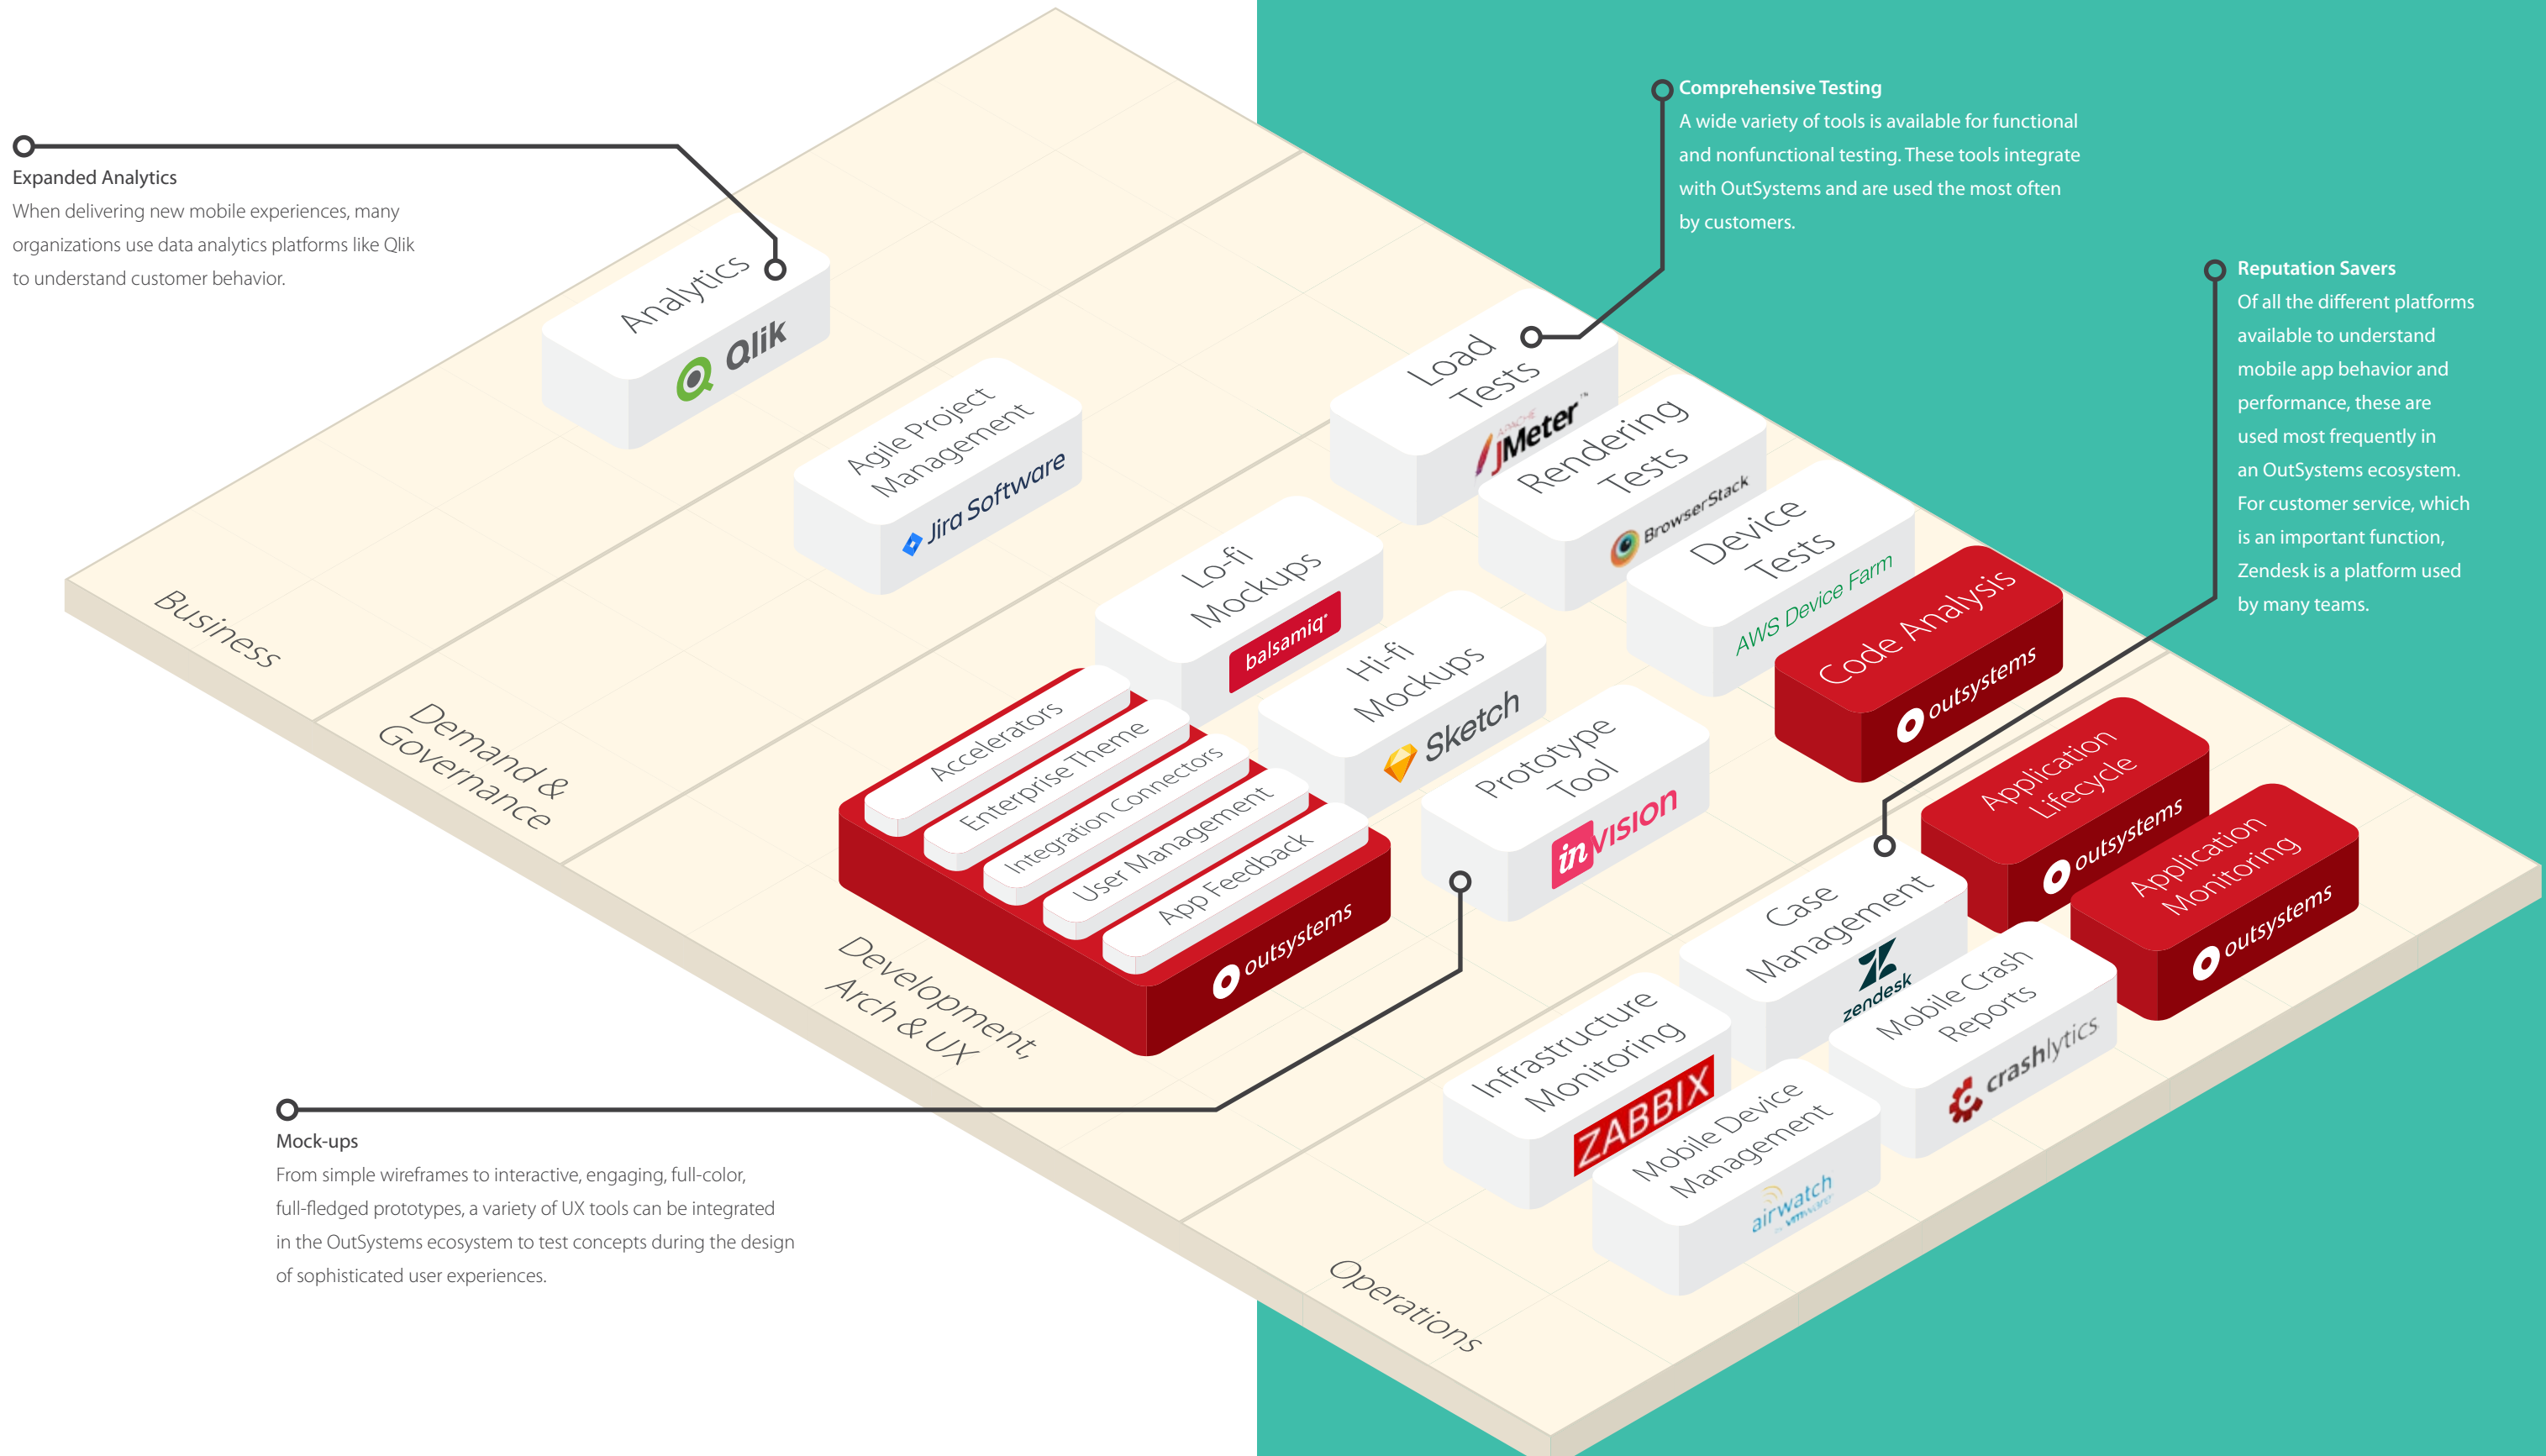 Expanded Analytics
When delivering new mobile experiences, many
organizations use data analytics platforms like Qlik
to understand customer behavior.
Comprehensive Testing
A wide variety of tools is available for functional
and nonfunctional testing. These tools integrate
with OutSystems and are used the most often
by customers.
Reputation Savers
Of all the different platforms
available to understand
mobile app behavior and
performance, these are
used most frequently in
an OutSystems ecosystem.
For customer service, which
is an important function,
Zendesk is a platform used
by many teams.
Business
Analytics
Qlik
Demand &
Governance
Agile Project
Management
Jira Software
Development,
Arch & UX
Load
Tests
APACHE
JMeter™
Rendering
Tests
BrowserStack
Device
Tests
AWS Device Farm
Code Analysis
outsystems
Lo-fi
Mockups
balsamiq
Hi-fi
Mockups
Sketch
Prototype
Tool
inVISION
Accelerators
Enterprise Theme
Integration Connectors
User Management
App Feedback
outsystems
Operations
Application
Lifecycle
outsystems
Application
Monitoring
outsystems
Case
Management
zendesk
Mobile Crash
Reports
crashlytics
Infrastructure
Monitoring
ZABBIX
Mobile Device
Management
airwatch
by vmware
Mock-ups
From simple wireframes to interactive, engaging, full-color,
full-fledged prototypes, a variety of UX tools can be integrated
in the OutSystems ecosystem to test concepts during the design
of sophisticated user experiences.